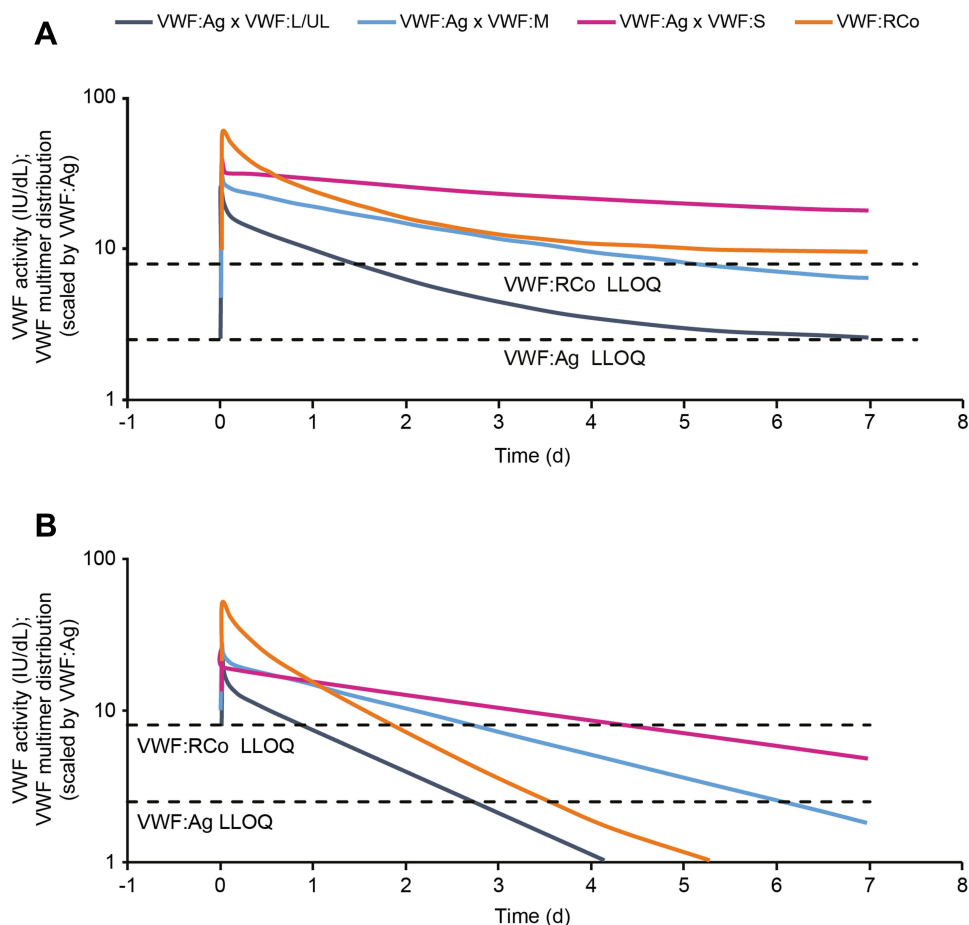 VWF:Ag x VWF:L/UL VWF:Ag x VWF:M VWF:Ag x VWF:S VWF:RCo
A
VWF activity (IU/dL);
VWF multimer distribution
(scaled by VWF:Ag)
100
10
1
VWF:RCo LLOQ
VWF:Ag LLOQ
-1 0 1 2 3 4 5 6 7 8
Time (d)
B
VWF activity (IU/dL);
VWF multimer distribution
(scaled by VWF:Ag)
100
10
1
VWF:RCo LLOQ
VWF:Ag LLOQ
-1 0 1 2 3 4 5 6 7 8
Time (d)